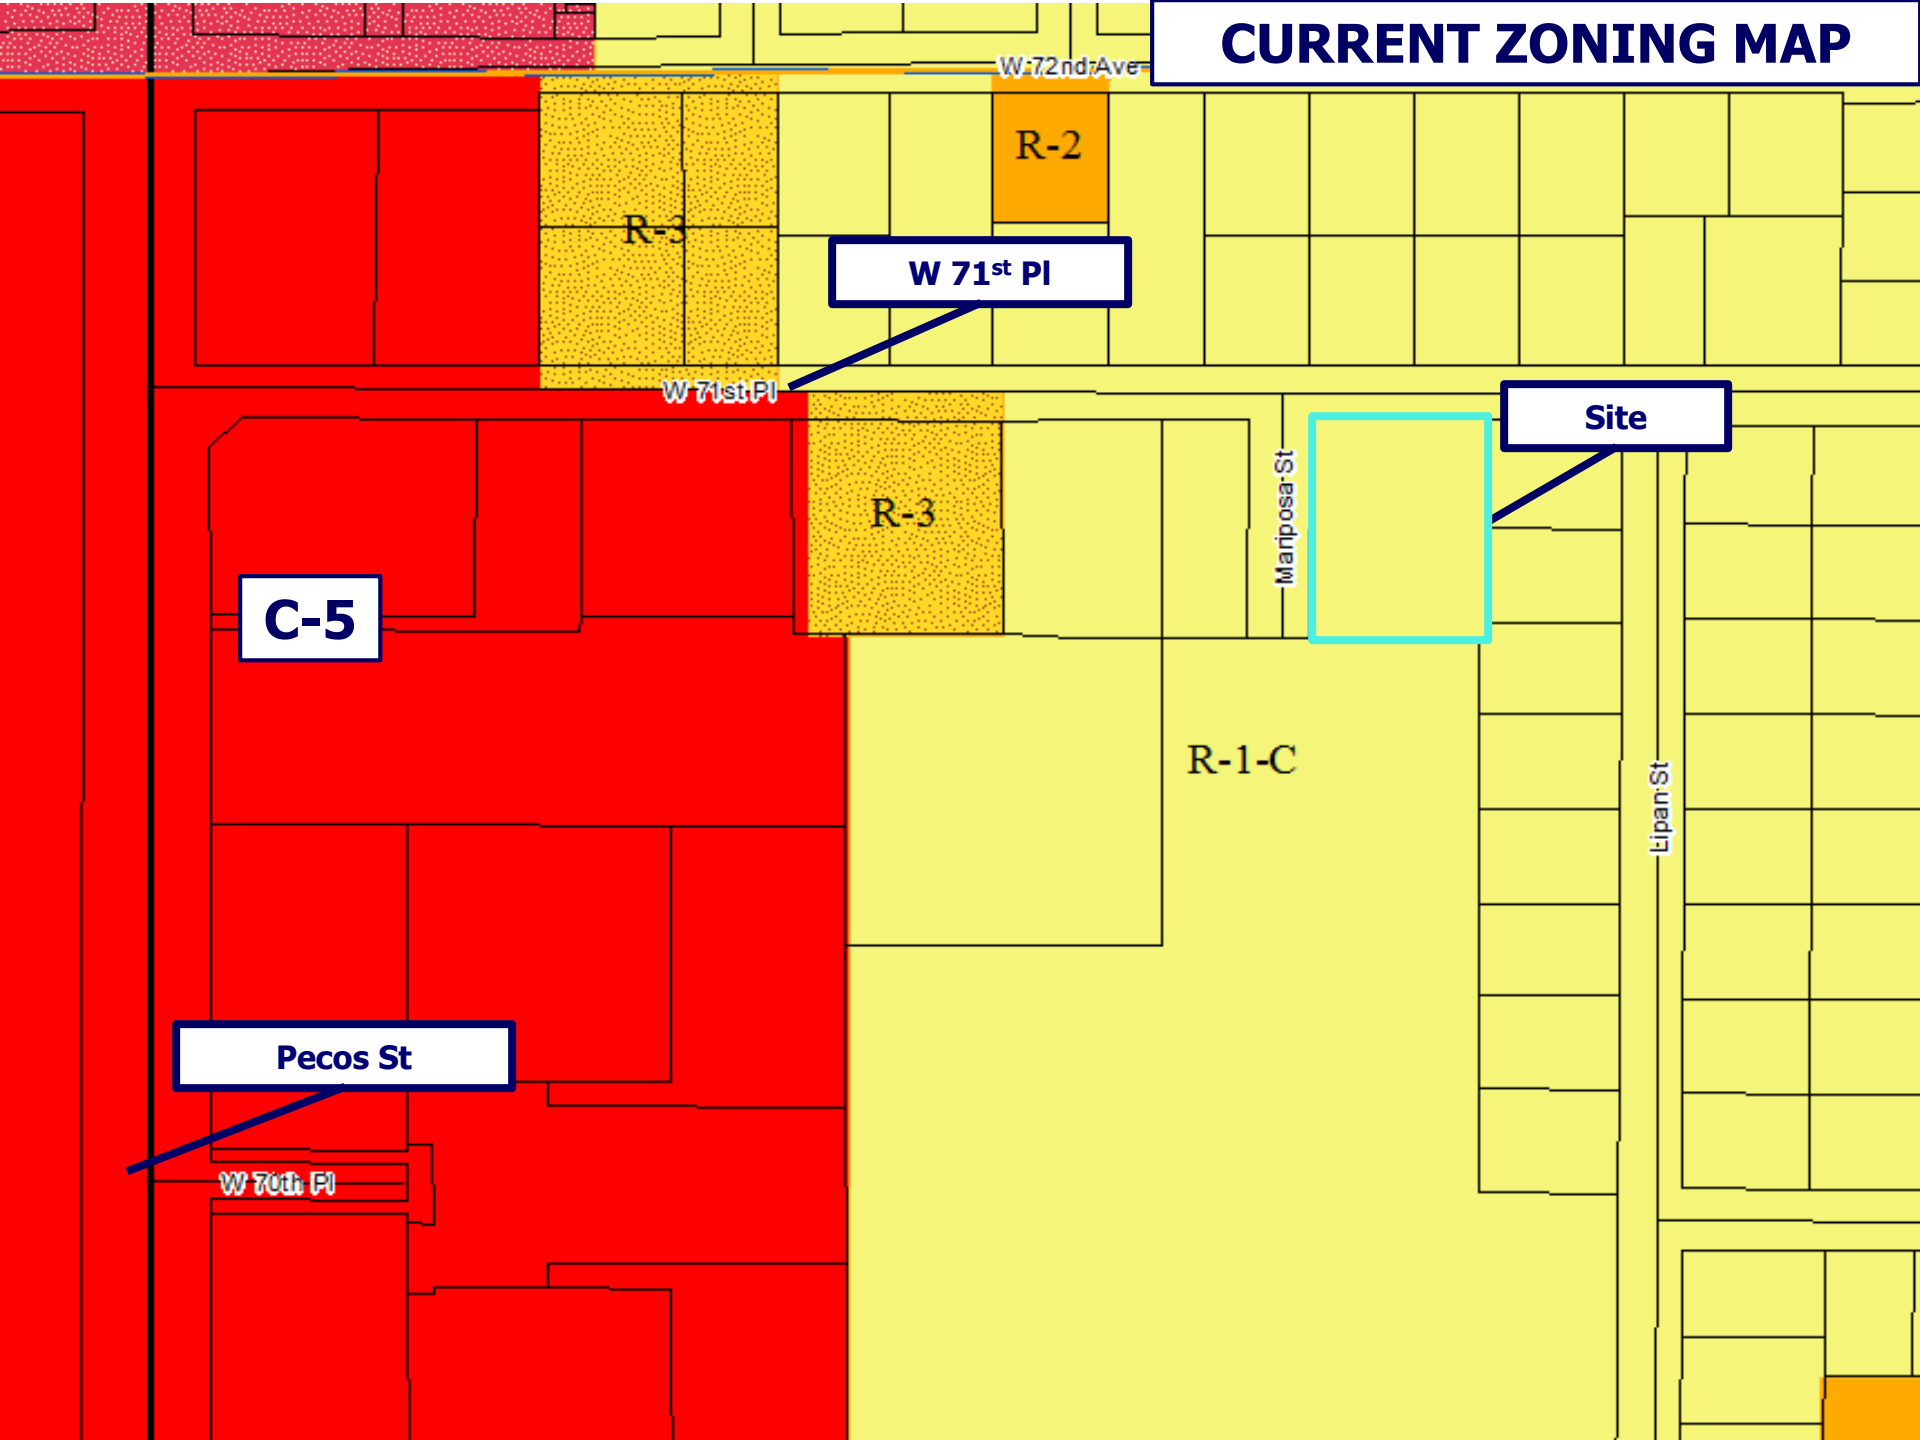 CURRENT ZONING MAP
W 72nd Ave
R-2
R-3
W 71st Pl
W 71st Pl
Site
Mariposa St
R-3
C-5
R-1-C
Lipan St
Pecos St
W 70th Pl